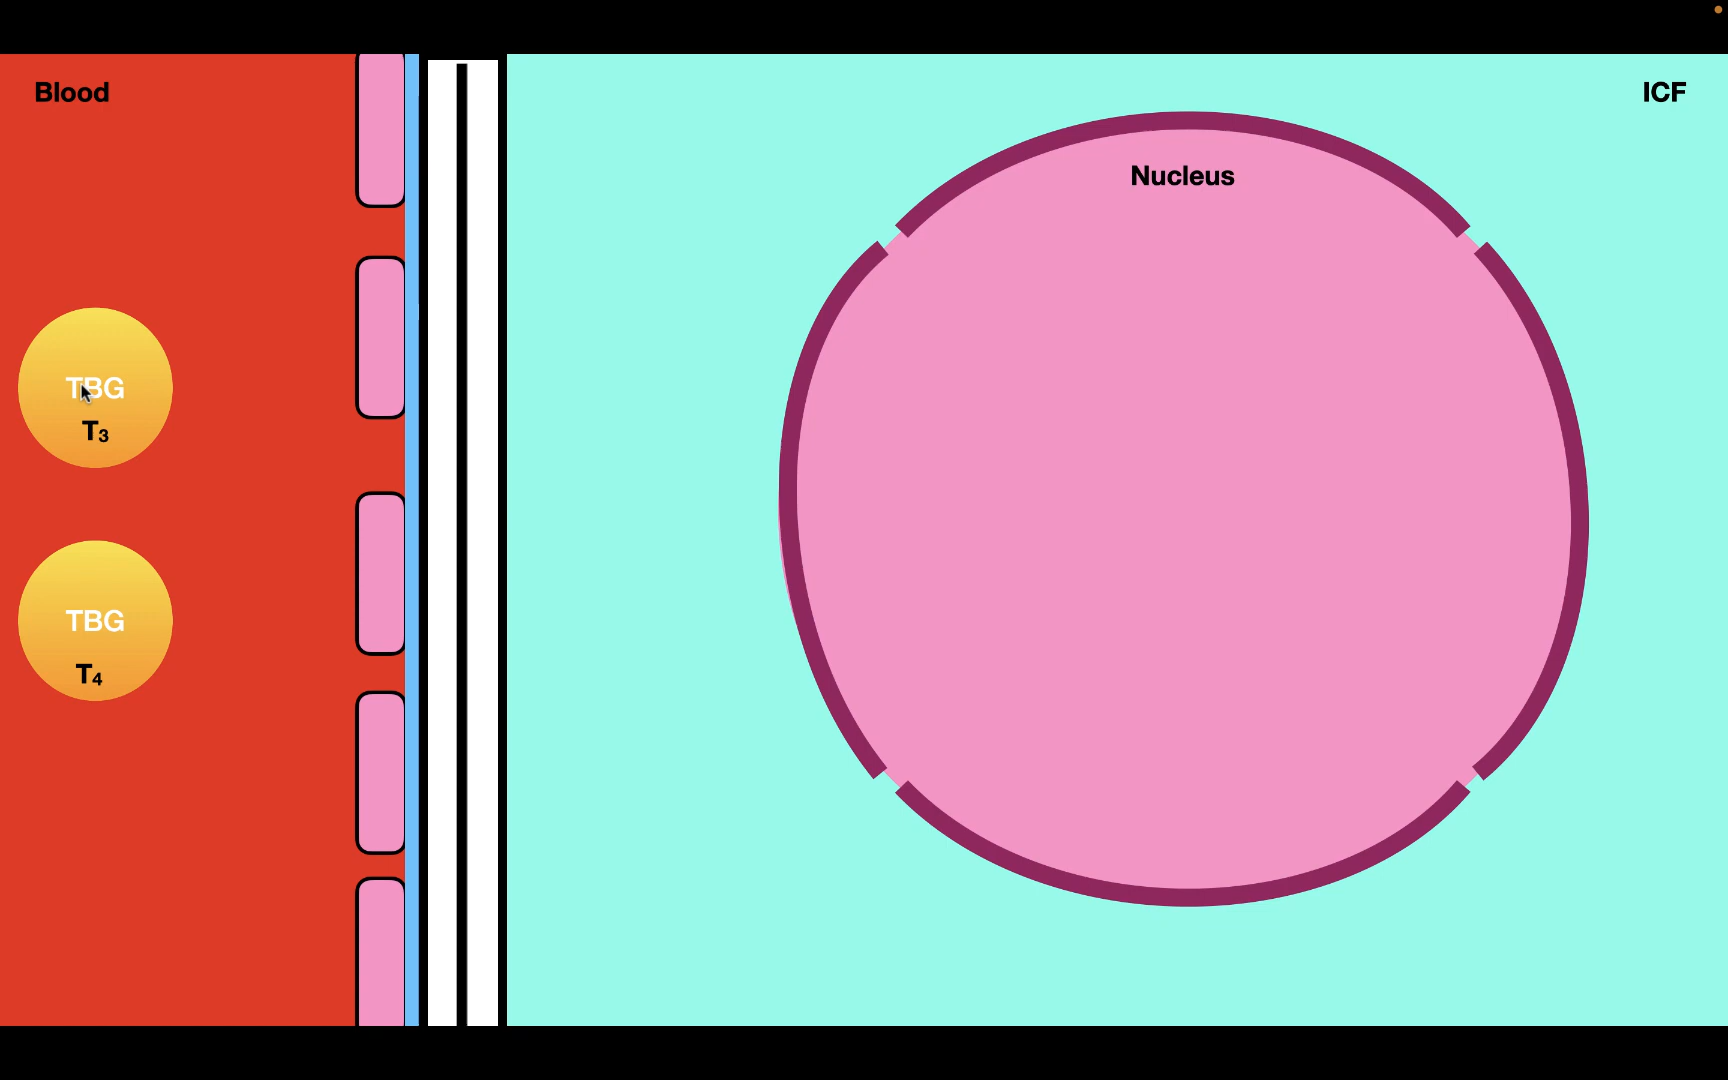 Blood
ICF
Nucleus
TBG
T₃
TBG
T₄